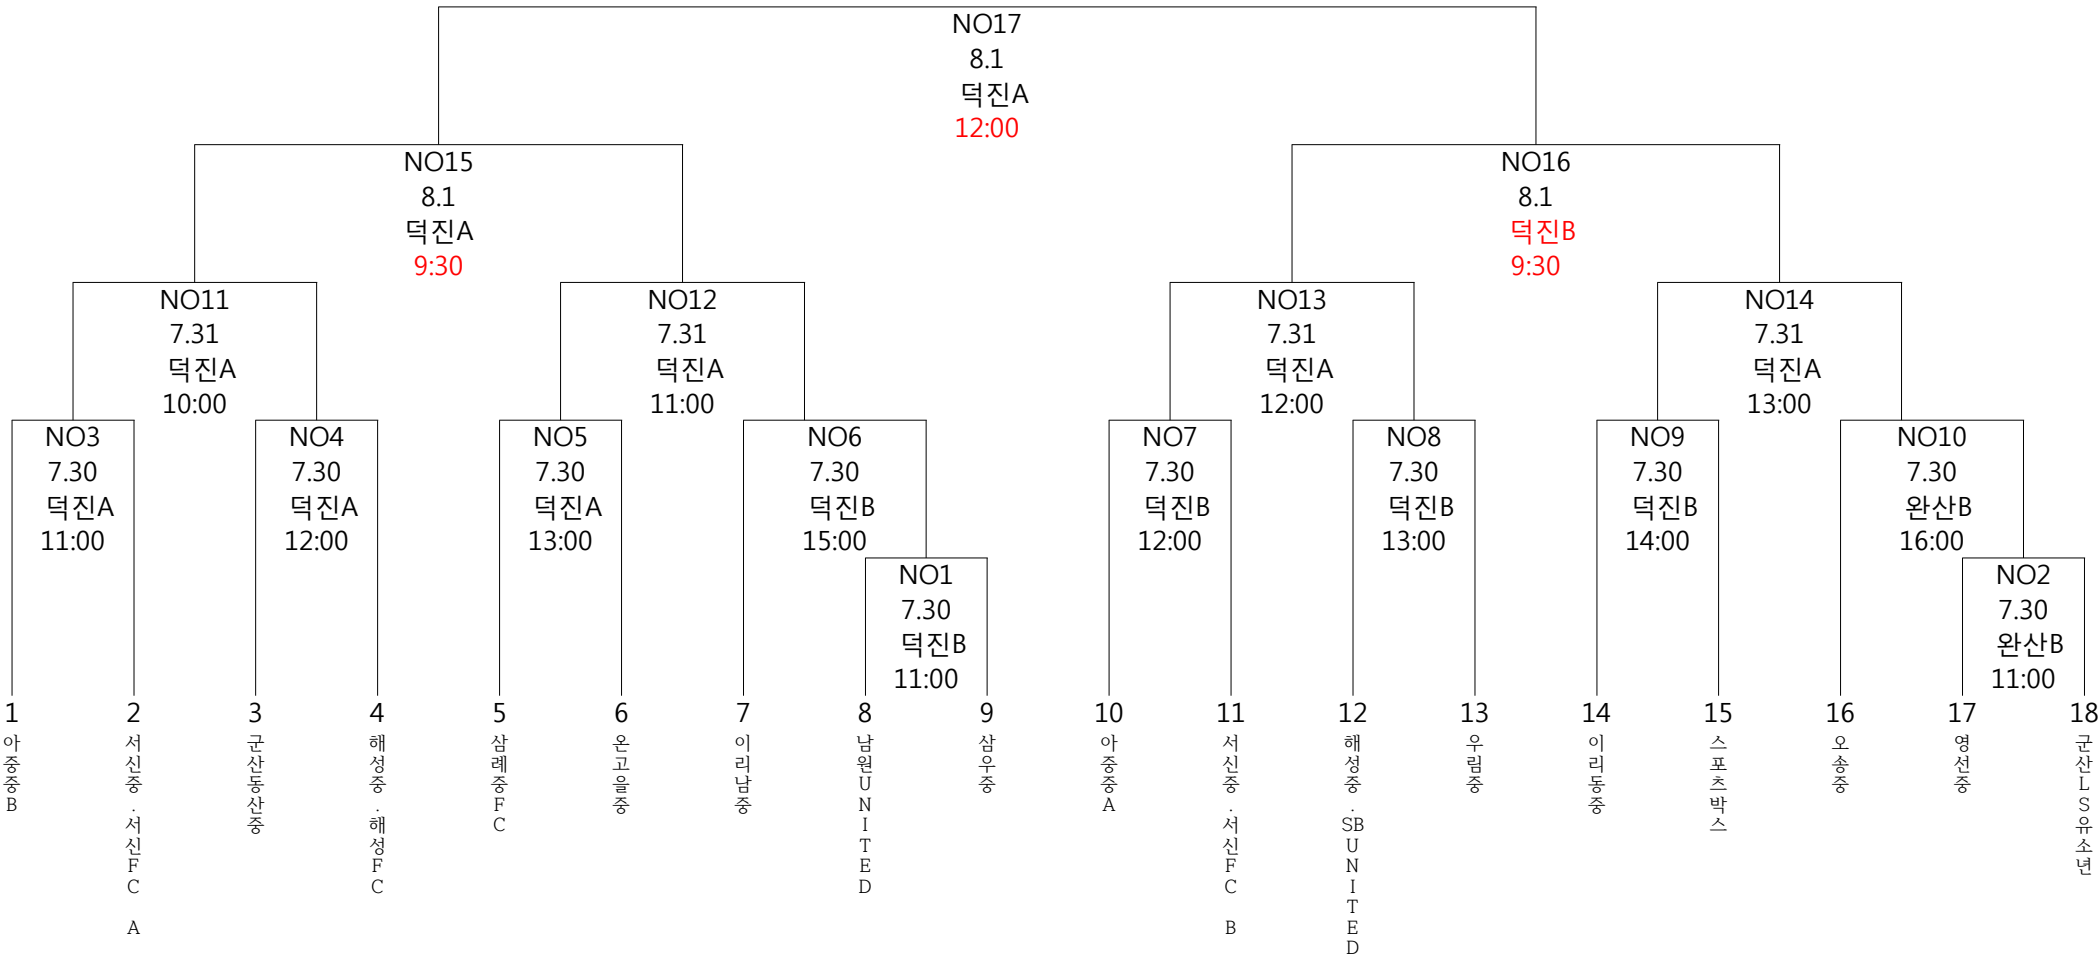 NO17
8.1
덕진A
12:00
NO15
8.1
덕진A
9:30
NO16
8.1
덕진B
9:30
NO11
7.31
덕진A
10:00
NO12
7.31
덕진A
11:00
NO13
7.31
덕진A
12:00
NO14
7.31
덕진A
13:00
NO3
7.30
덕진A
11:00
NO4
7.30
덕진A
12:00
NO5
7.30
덕진A
13:00
NO6
7.30
덕진B
15:00
NO7
7.30
덕진B
12:00
NO8
7.30
덕진B
13:00
NO9
7.30
덕진B
14:00
NO10
7.30
완산B
16:00
NO1
7.30
덕진B
11:00
NO2
7.30
완산B
11:00
1
아중중B
2
서신중.서신FC A
3
군산동산중
4
해성중.해성FC
5
삼례중FC
6
온고을중
7
이리남중
8
남원UNITED
9
삼우중
10
아중중A
11
서신중.서신FC B
12
해성중.SBUNITED
13
우림중
14
이리동중
15
스포츠박스
16
오송중
17
영선중
18
군산LS유소년